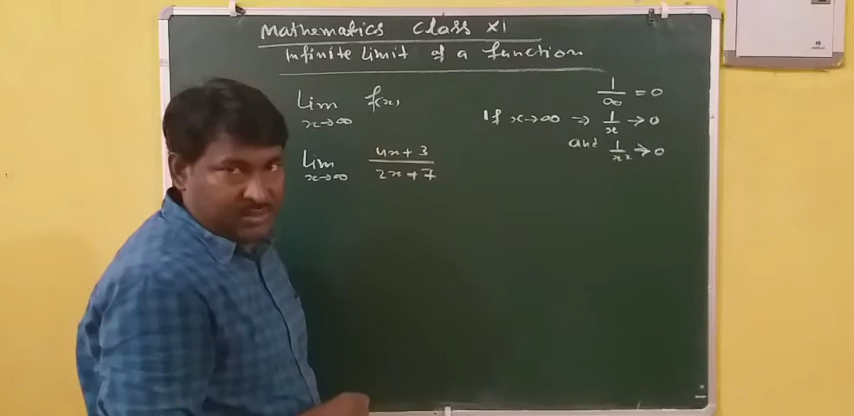 Mathematics Class XI
Infinite Limit of a function
Lim x→∞ f(x)
1/∞ = 0
If x→∞ ⇒ 1/x → 0
and 1/x² → 0
Lim x→∞ (4x+3)/(2x+7)